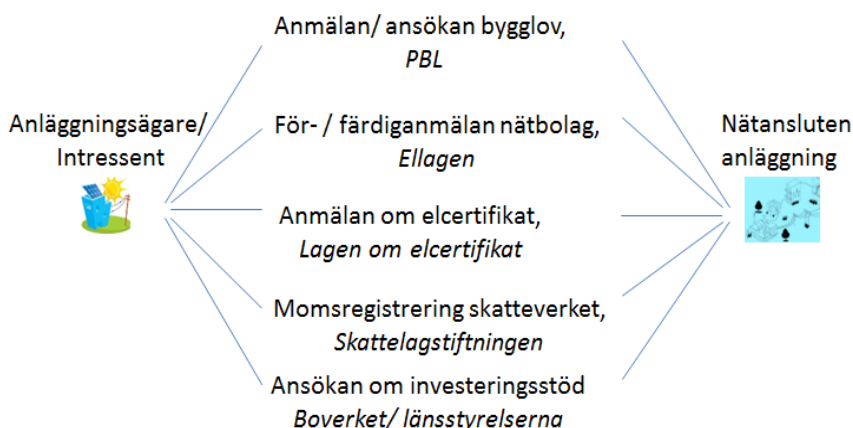 Anmälan/ ansökan bygglov,
PBL
Anläggningsägare/
Intressent
För- / färdiganmälan nätbolag,
Ellagen
Anmälan om elcertifikat,
Lagen om elcertifikat
Momsregistrering skatteverket,
Skattelagstiftningen
Ansökan om investeringsstöd
Boverket/ länsstyrelserna
Nätansluten
anläggning